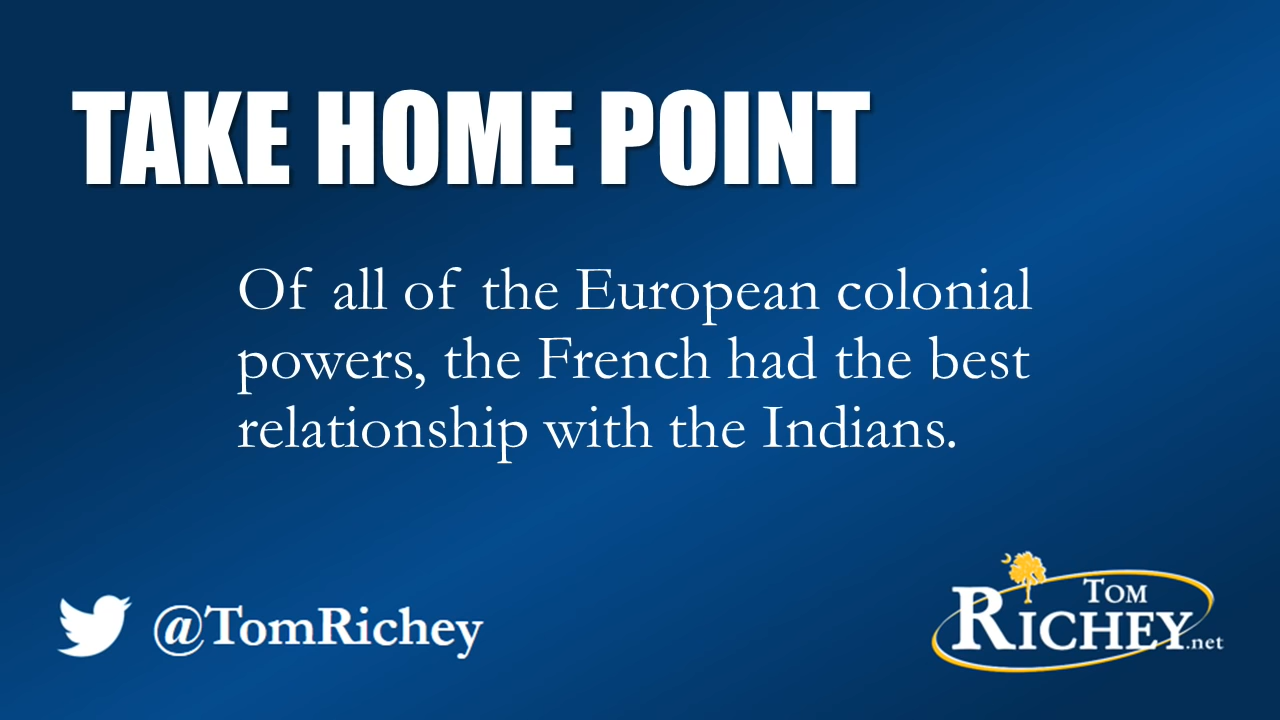 TAKE HOME POINT
Of all of the European colonial
powers, the French had the best
relationship with the Indians.
@TomRichey
TOM
RICHEY.net